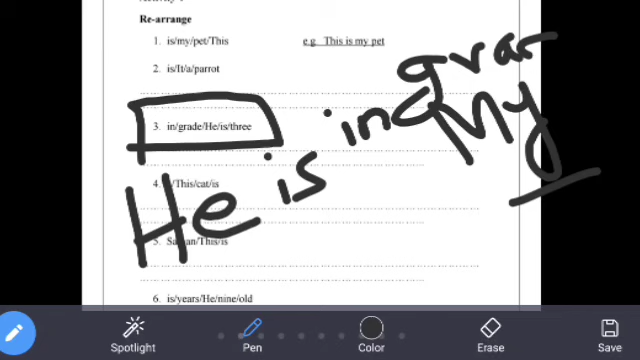 Re-arrange
1. is/my/pet/This e.g. This is my pet
2. is/It/a/parrot
3. in/grade/He/is/three
He is in
4. /This/cat/is
5. /This/is
6. is/years/He/nine/old
Spotlight Pen Color Erase Save